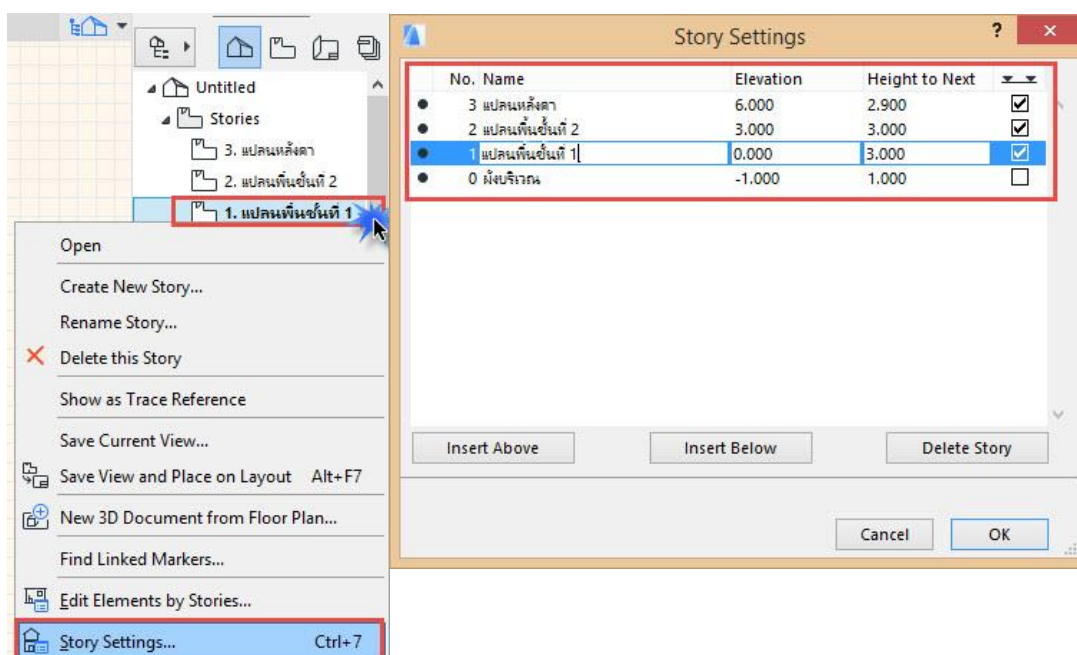 Untitled
Stories
3. แปลนหลังคา
2. แปลนพื้นชั้นที่ 2
1. แปลนพื้นชั้นที่ 1
Open
Create New Story...
Rename Story...
Delete this Story
Show as Trace Reference
Save Current View...
Save View and Place on Layout Alt+F7
New 3D Document from Floor Plan...
Find Linked Markers...
Edit Elements by Stories...
Story Settings... Ctrl+7
Story Settings ? ×
No. Name Elevation Height to Next
3 แปลนหลังคา 6.000 2.900
2 แปลนพื้นชั้นที่ 2 3.000 3.000
1 แปลนพื้นชั้นที่ 1 0.000 3.000
0 ผังบริเวณ -1.000 1.000
Insert Above Insert Below Delete Story
Cancel OK